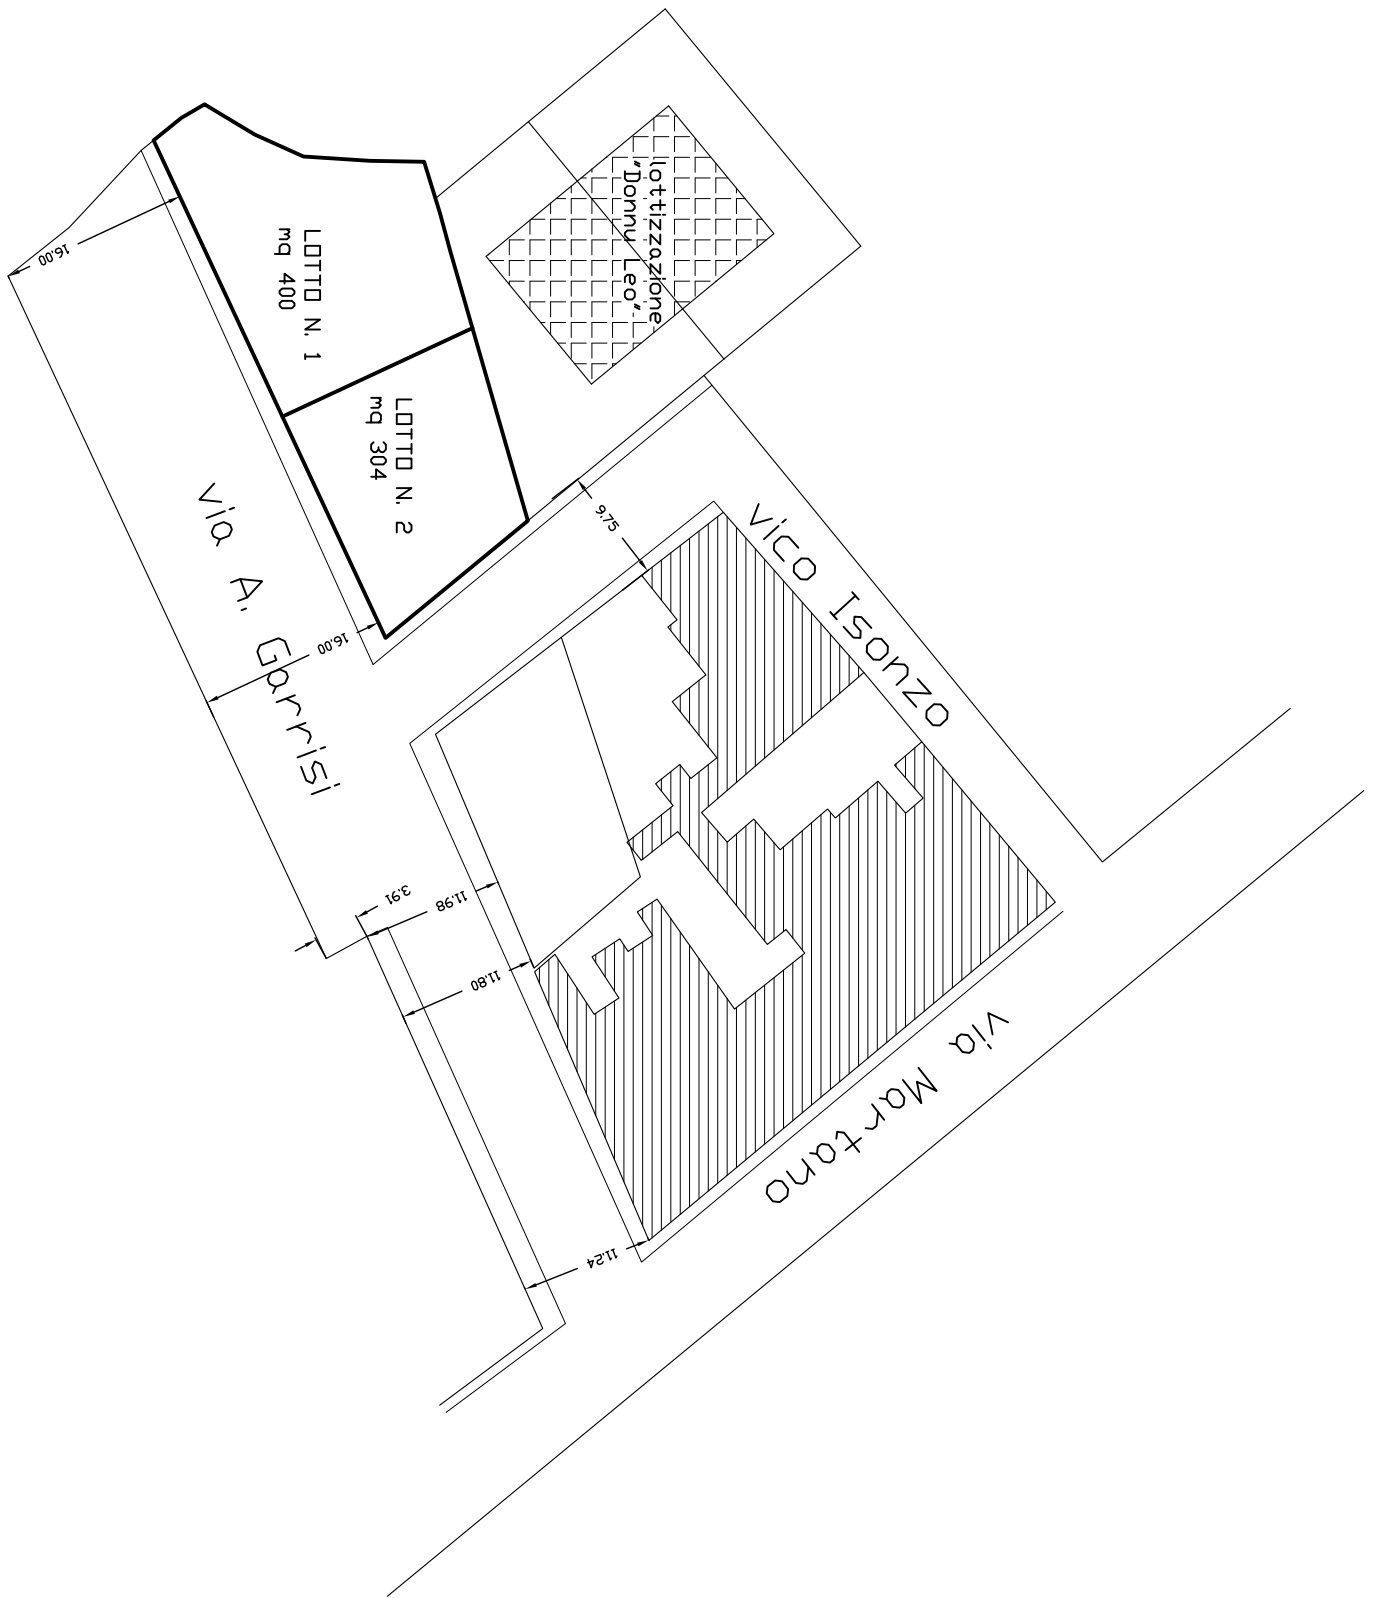 lottizzazione
"Donnu Leo"
LOTTO N. 1
mq 400
LOTTO N. 2
mq 304
16.00
via A. Garrisi
16.00
9.75
vico Isonzo
3.91
11.98
11.80
11.24
via Martano